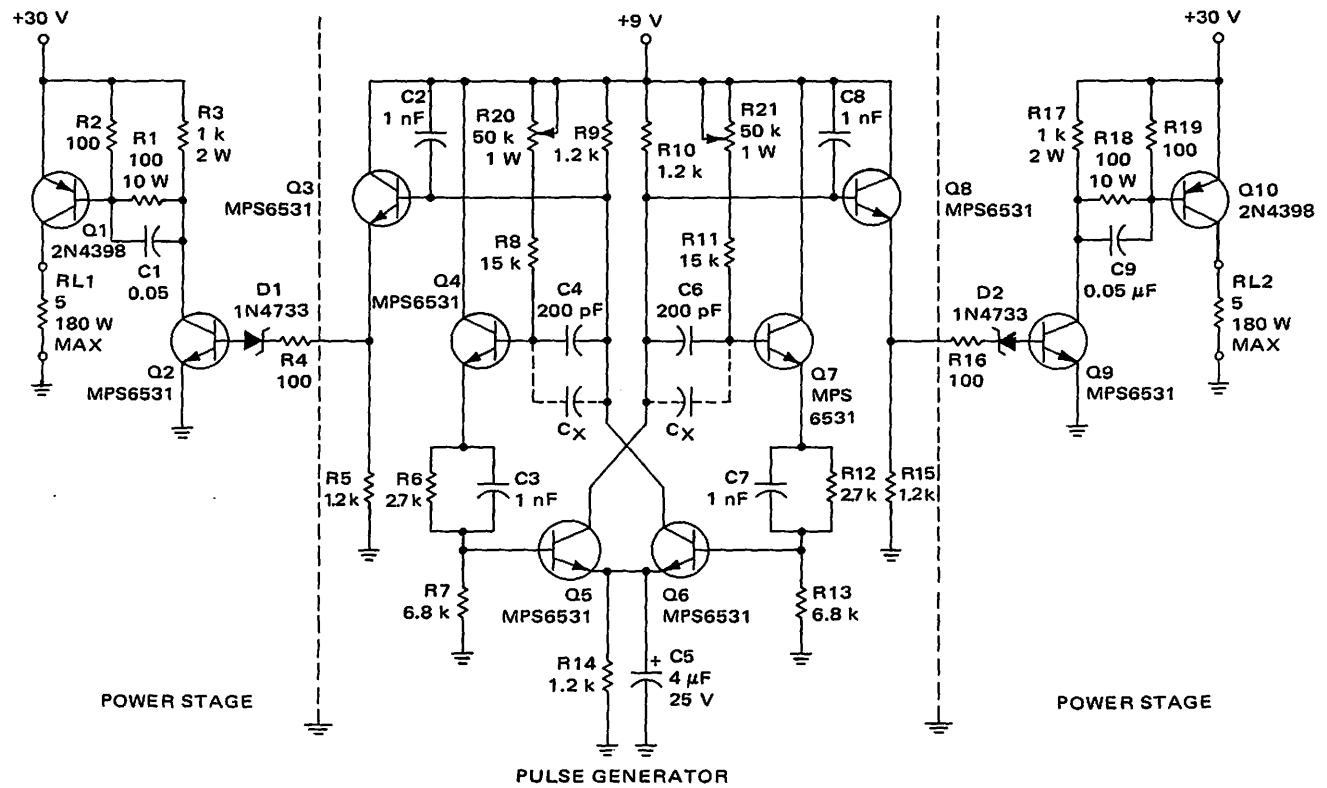 +30 V
+9 V
+30 V
R2
100
R1
100
10 W
R3
1 k
2 W
Q1
2N4398
C1
0.05
RL1
5
180 W
MAX
D1
1N4733
R4
100
Q2
MPS6531
Q3
MPS6531
C2
1 nF
R20
50 k
1 W
R9
1.2 k
R10
1.2 k
R21
50 k
1 W
C8
1 nF
Q8
MPS6531
R8
15 k
R11
15 k
Q4
MPS6531
C4
200 pF
C6
200 pF
CX
CX
Q7
MPS
6531
R5
1.2k
R6
2.7k
C3
1 nF
C7
1 nF
R12
2.7k
R15
1.2k
R7
6.8 k
Q5
MPS6531
Q6
MPS6531
R13
6.8 k
R14
1.2 k
+
C5
4 μF
25 V
R17
1 k
2 W
R18
100
10 W
R19
100
Q10
2N4398
C9
0.05 μF
D2
1N4733
R16
100
Q9
MPS6531
RL2
5
180 W
MAX
POWER STAGE
POWER STAGE
PULSE GENERATOR